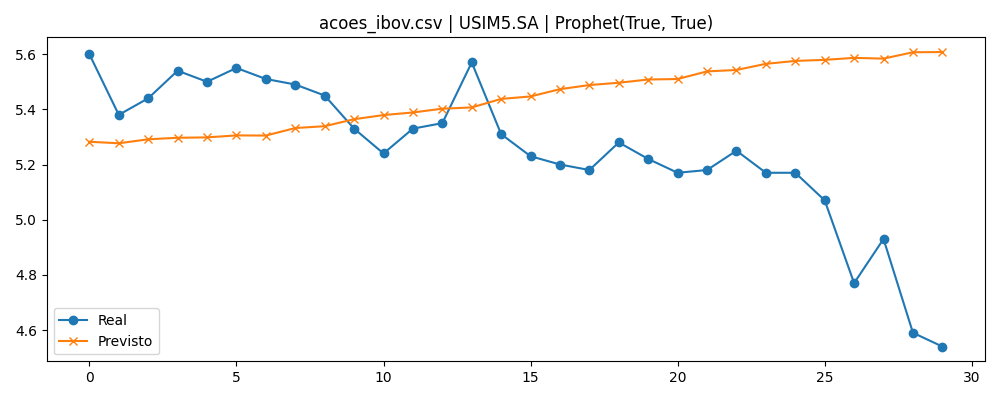 acoes_ibov.csv | USIM5.SA | Prophet(True, True)
5.6
5.4
5.2
5.0
4.8
4.6
Real
Previsto
0 5 10 15 20 25 30